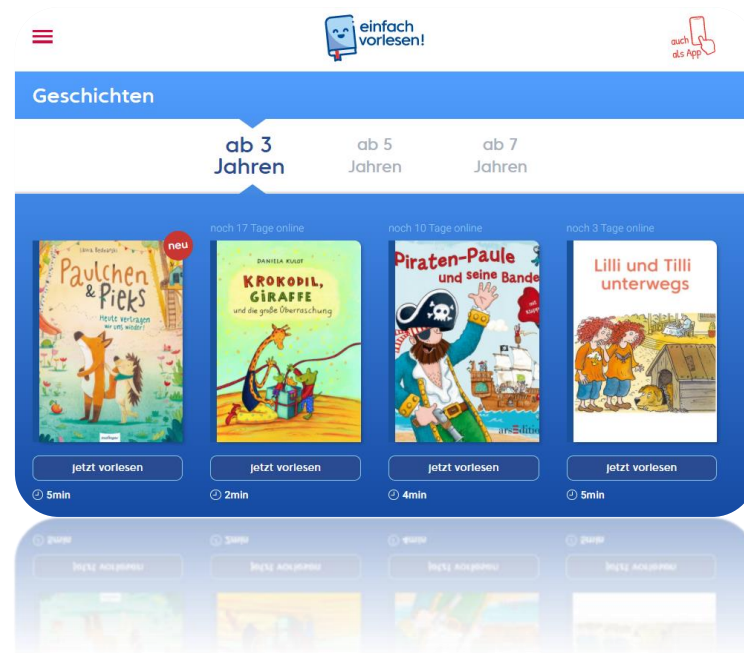 einfach
vorlesen!
auch
als App
Geschichten
ab 3
Jahren
ab 5
Jahren
ab 7
Jahren
neu
Paulchen
& Pieks
Heute vertragen
wir uns wieder!
jetzt vorlesen
5min
noch 17 Tage online
DANIELA KULOT
KROKODIL,
GIRAFFE
und die große Überraschung
jetzt vorlesen
2min
noch 10 Tage online
Piraten-Paule
und seine Bande
arsEdition
jetzt vorlesen
4min
noch 3 Tage online
Lilli und Tilli
unterwegs
jetzt vorlesen
5min